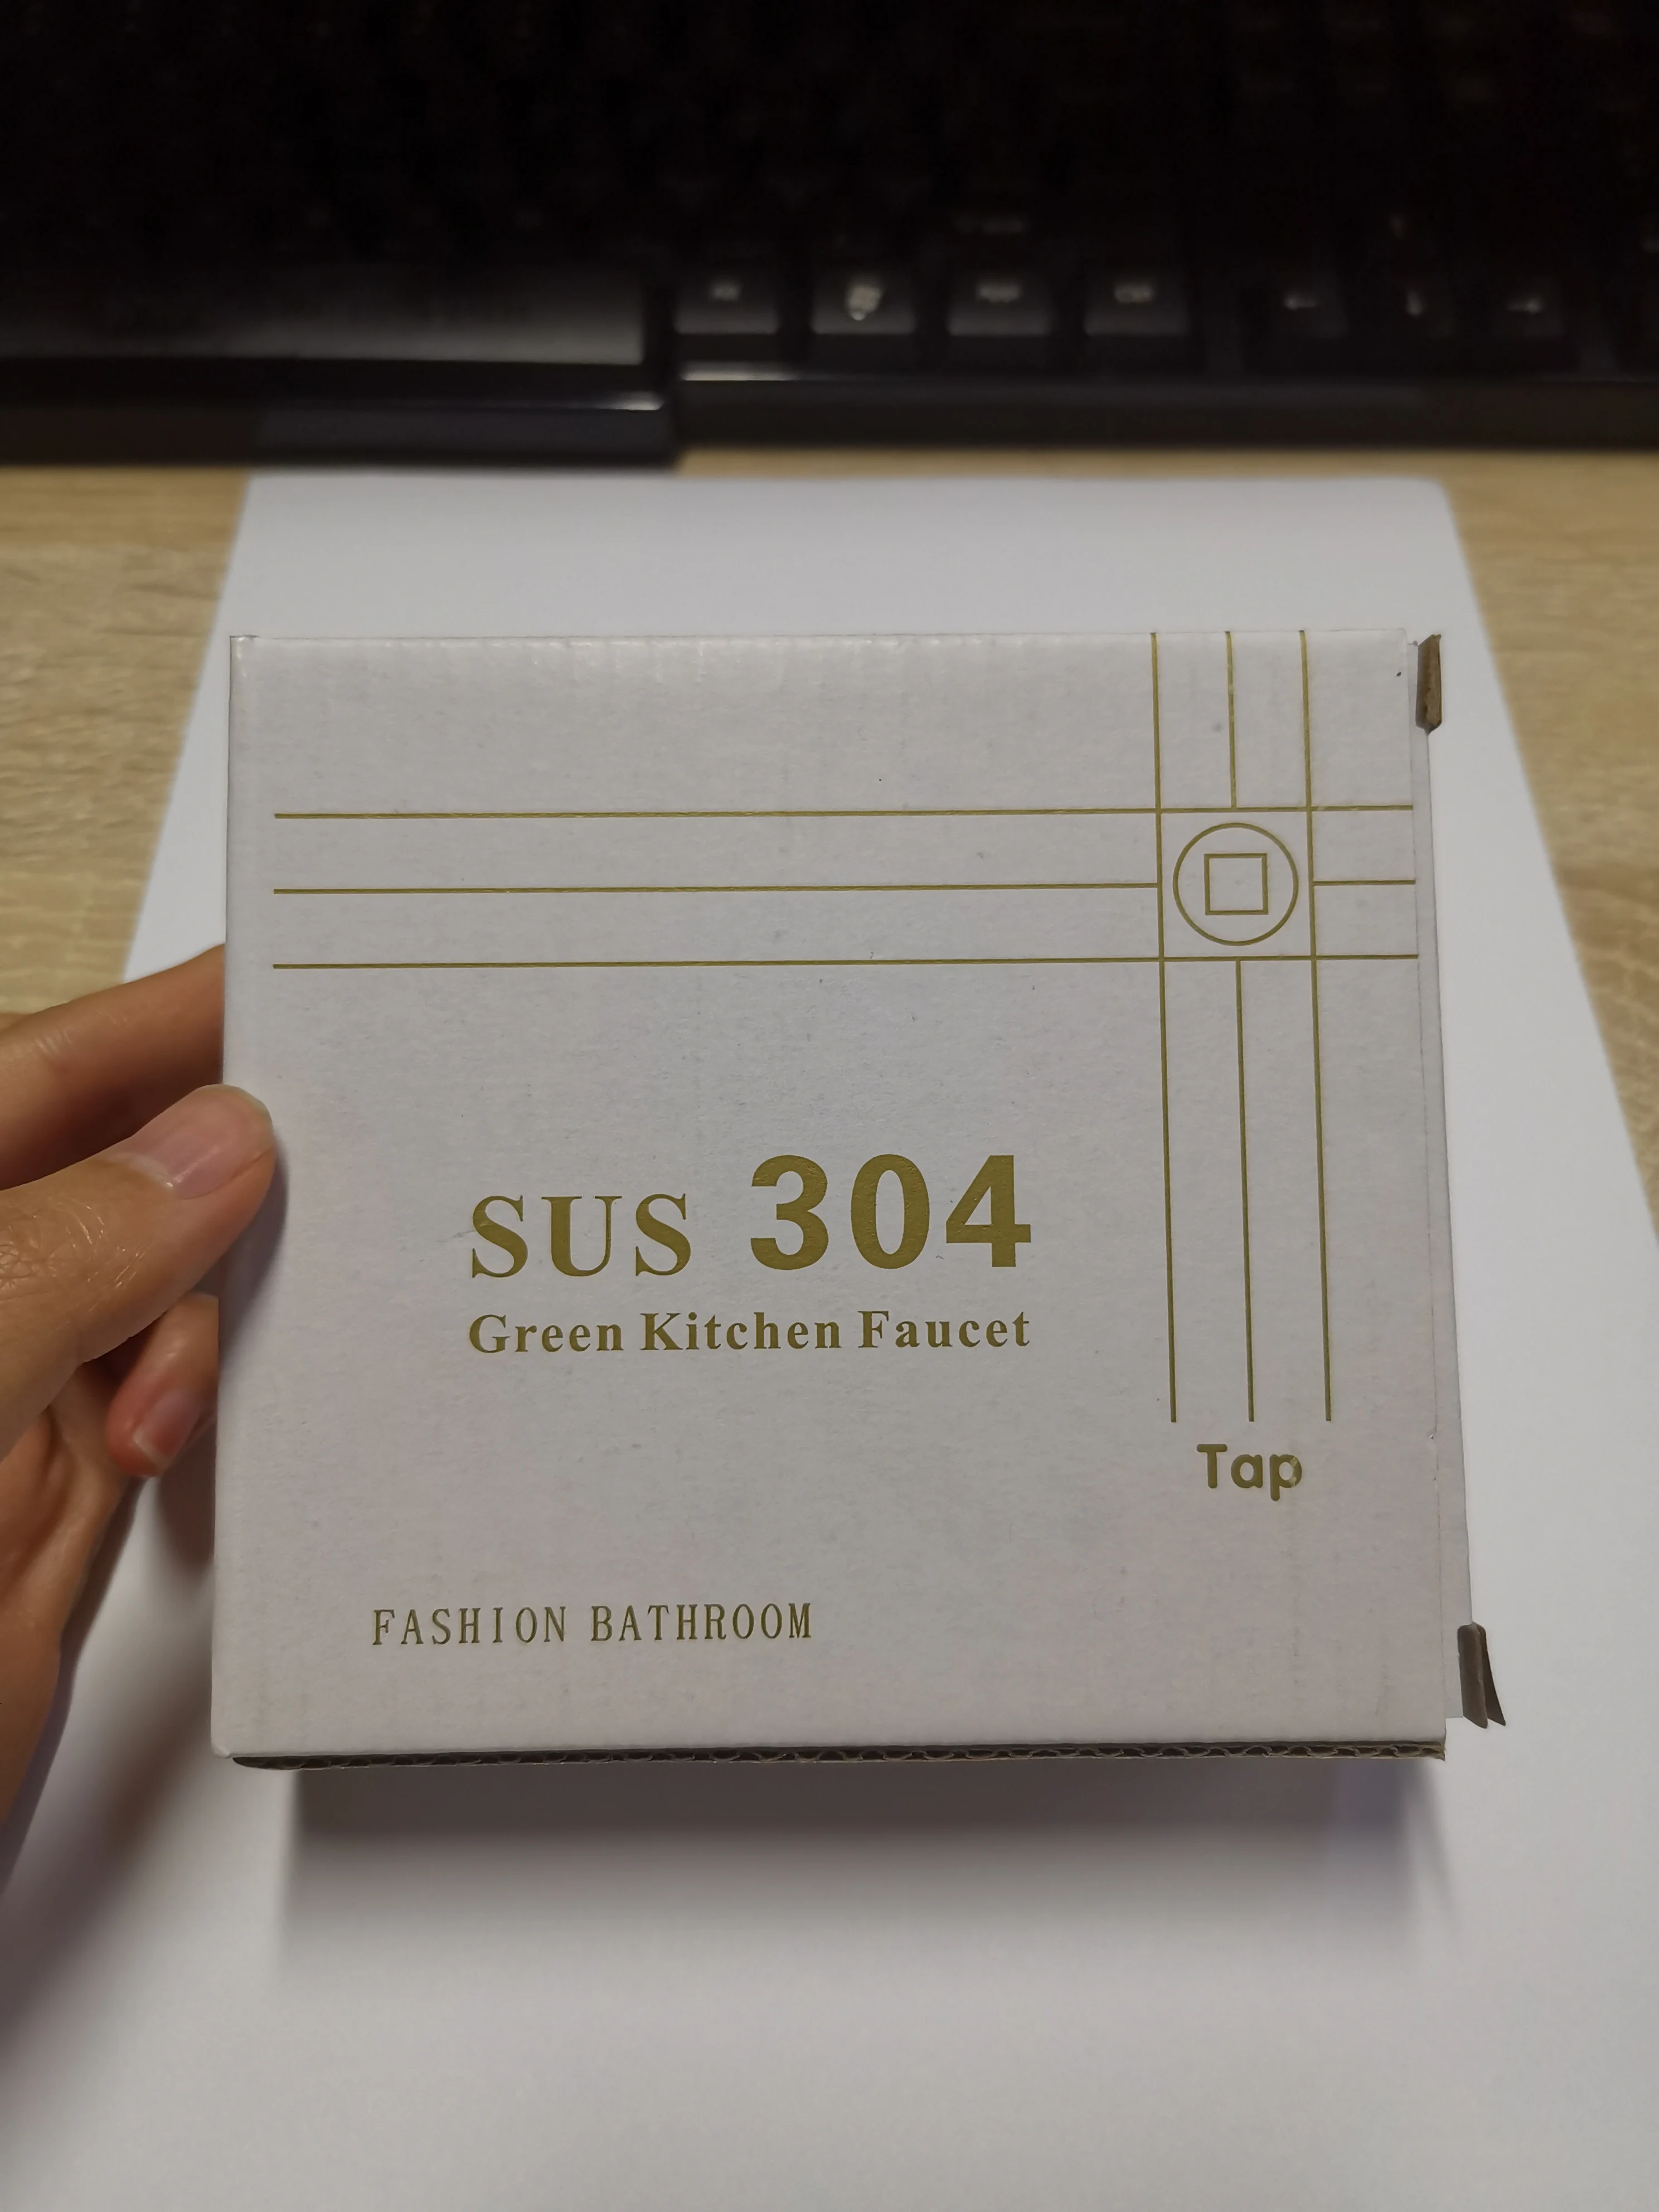 SUS 304
Green Kitchen Faucet
Tap
FASHION BATHROOM